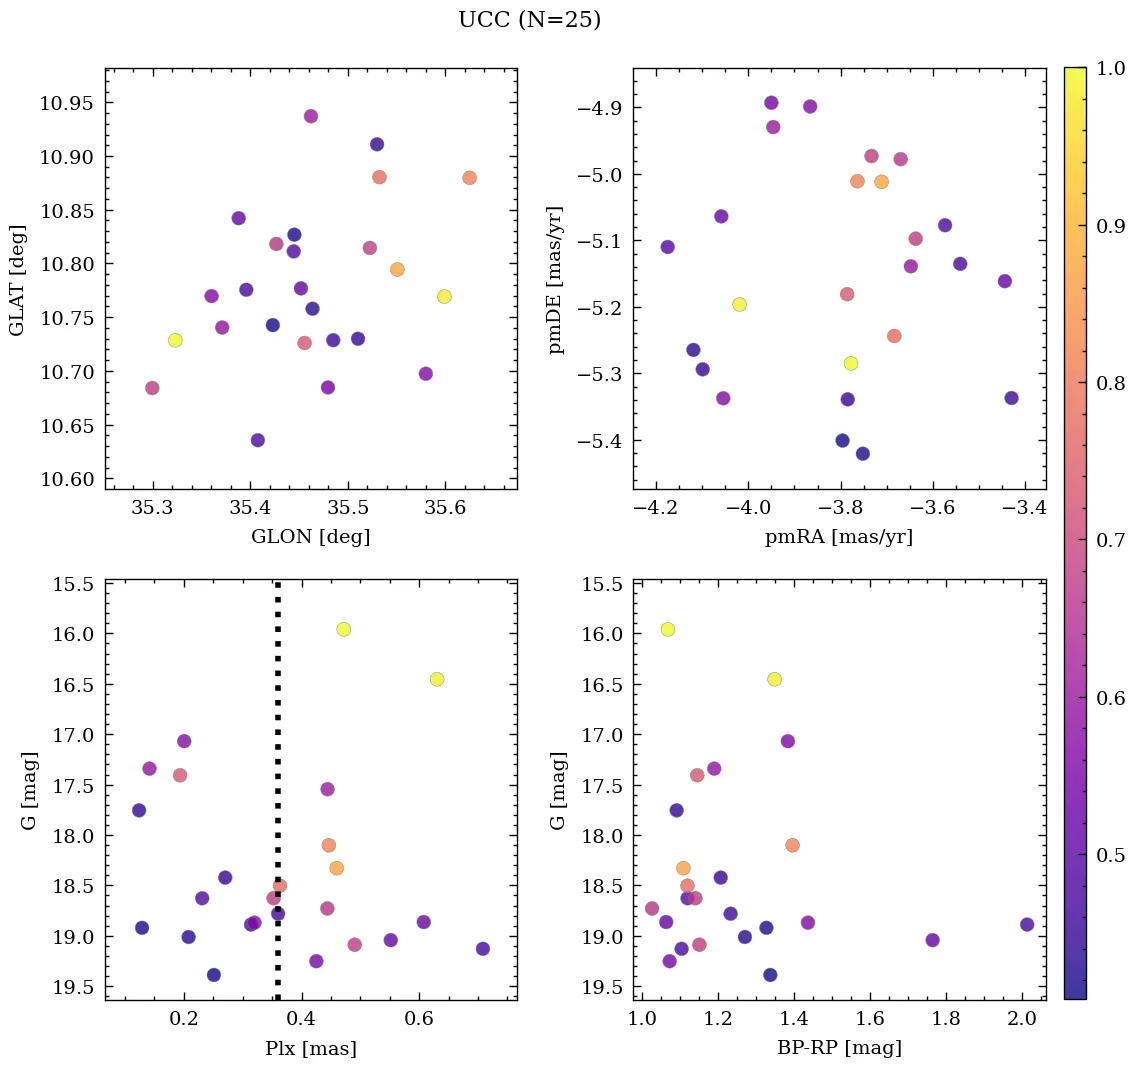 UCC (N=25)
10.95
10.90
10.85
10.80
10.75
10.70
10.65
10.60
GLAT [deg]
35.3 35.4 35.5 35.6
GLON [deg]
−4.9
−5.0
−5.1
−5.2
−5.3
−5.4
pmDE [mas/yr]
−4.2 −4.0 −3.8 −3.6 −3.4
pmRA [mas/yr]
15.5
16.0
16.5
17.0
17.5
18.0
18.5
19.0
19.5
G [mag]
0.2 0.4 0.6
Plx [mas]
15.5
16.0
16.5
17.0
17.5
18.0
18.5
19.0
19.5
G [mag]
1.0 1.2 1.4 1.6 1.8 2.0
BP-RP [mag]
1.0
0.9
0.8
0.7
0.6
0.5